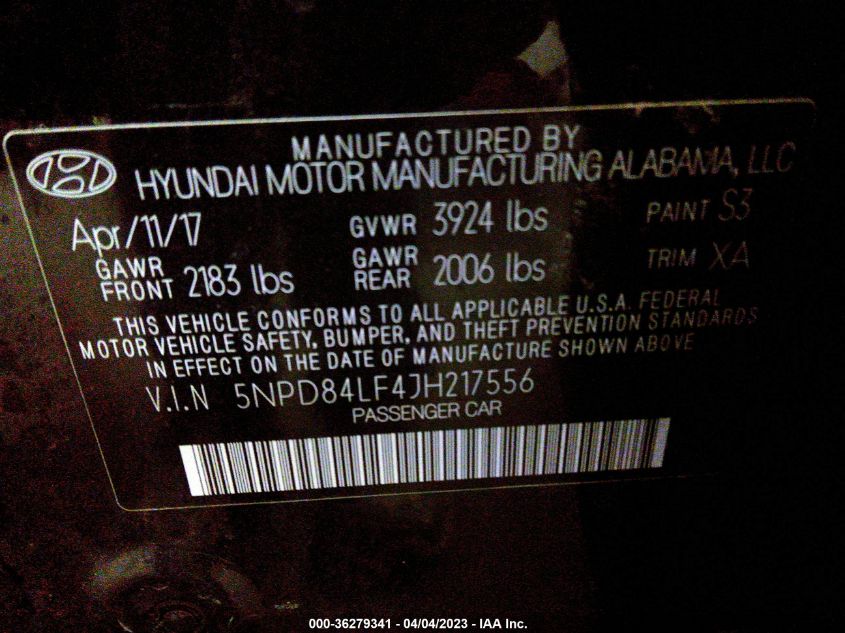 MANUFACTURED BY
HYUNDAI MOTOR MANUFACTURING ALABAMA, LLC
Apr/11/17 GVWR 3924 lbs PAINT S3
GAWR FRONT 2183 lbs GAWR REAR 2006 lbs TRIM XA
THIS VEHICLE CONFORMS TO ALL APPLICABLE U.S.A. FEDERAL
MOTOR VEHICLE SAFETY, BUMPER, AND THEFT PREVENTION STANDARDS
IN EFFECT ON THE DATE OF MANUFACTURE SHOWN ABOVE
V.I.N 5NPD84LF4JH217556
PASSENGER CAR
000-36279341 - 04/04/2023 - IAA Inc.